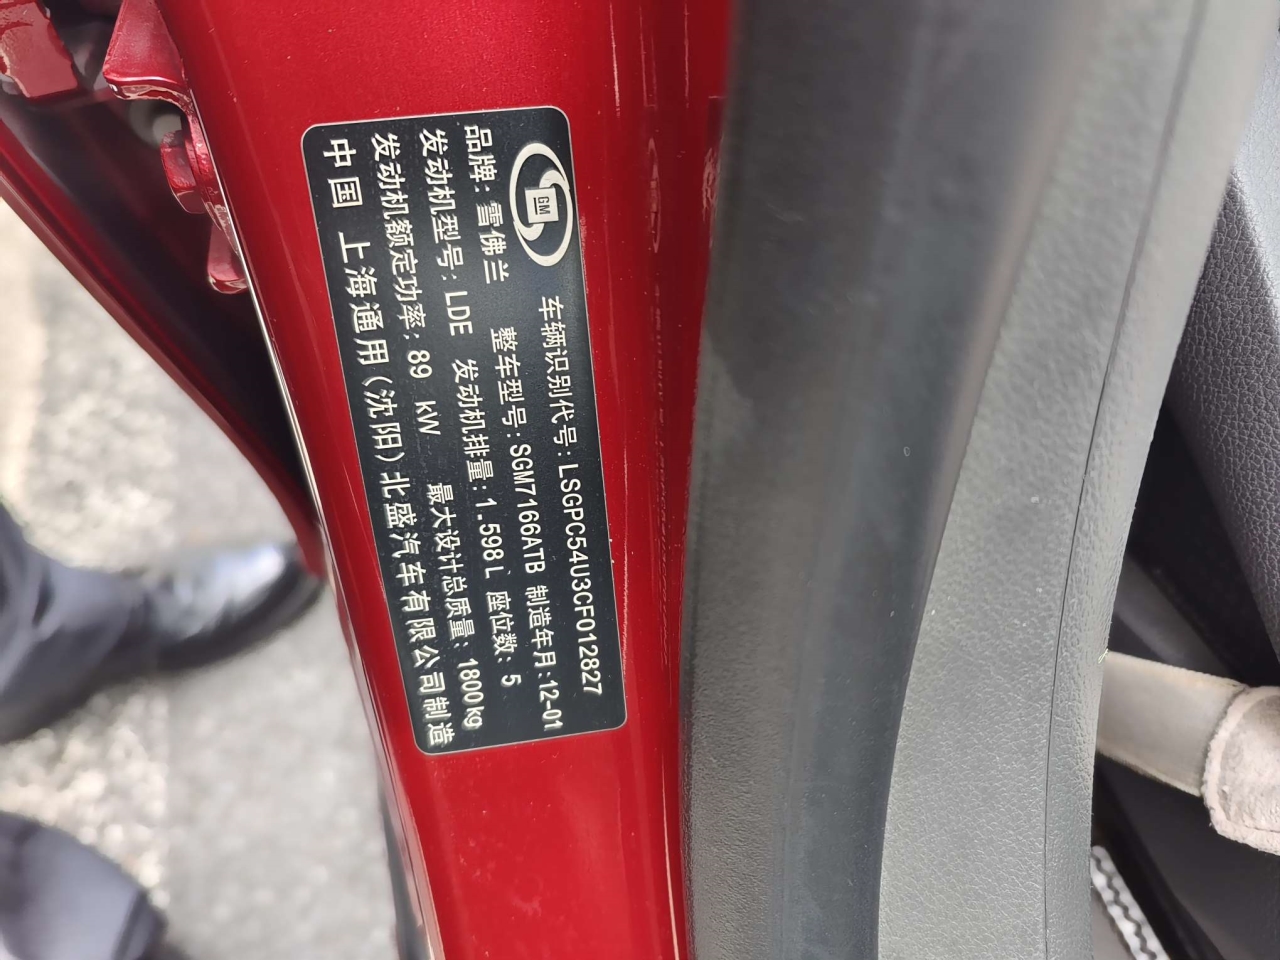 GM
车辆识别代号:LSGPC54U3CF012827
品牌:雪佛兰 整车型号:SGM7166ATB 制造年月:12-01
发动机型号:LDE 发动机排量:1.598L 座位数:5
发动机额定功率:89 kW 最大设计总质量:1800kg
中国 上海通用(沈阳)北盛汽车有限公司制造